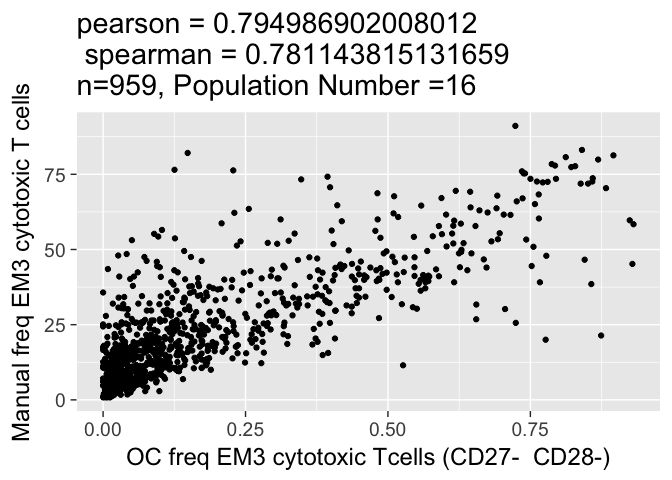 pearson = 0.794986902008012
spearman = 0.781143815131659
n=959, Population Number =16
Manual freq EM3 cytotoxic T cells
75
50
25
0
0.00 0.25 0.50 0.75
OC freq EM3 cytotoxic Tcells (CD27-  CD28-)